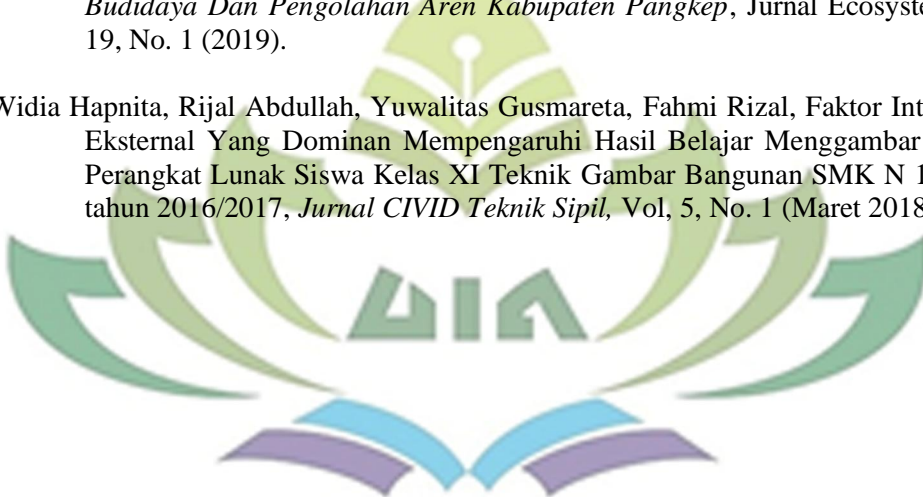 Budidaya Dan Pengolahan Aren Kabupaten Pangkep, Jurnal Ecosyste
19, No. 1 (2019).
Widia Hapnita, Rijal Abdullah, Yuwalitas Gusmareta, Fahmi Rizal, Faktor Int
Eksternal Yang Dominan Mempengaruhi Hasil Belajar Menggambar
Perangkat Lunak Siswa Kelas XI Teknik Gambar Bangunan SMK N 1
tahun 2016/2017, Jurnal CIVID Teknik Sipil, Vol, 5, No. 1 (Maret 2018
UIN